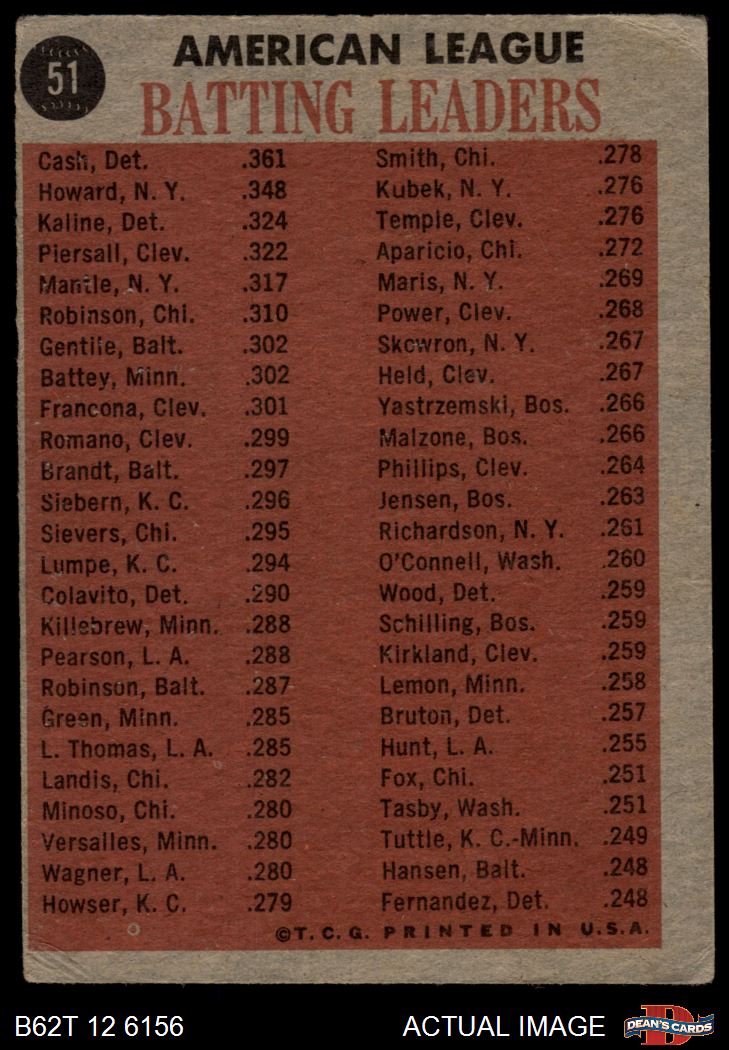 51
AMERICAN LEAGUE
BATTING LEADERS
Cash, Det. .361
Howard, N. Y. .348
Kaline, Det. .324
Piersall, Clev. .322
Mantle, N. Y. .317
Robinson, Chi. .310
Gentile, Balt. .302
Battey, Minn. .302
Francona, Clev. .301
Romano, Clev. .299
Brandt, Balt. .297
Siebern, K. C. .296
Sievers, Chi. .295
Lumpe, K. C. .294
Colavito, Det. .290
Killebrew, Minn. .288
Pearson, L. A. .288
Robinson, Balt. .287
Green, Minn. .285
L. Thomas, L. A. .285
Landis, Chi. .282
Minoso, Chi. .280
Versalles, Minn. .280
Wagner, L. A. .280
Howser, K. C. .279
Smith, Chi. .278
Kubek, N. Y. .276
Temple, Clev. .276
Aparicio, Chi. .272
Maris, N. Y. .269
Power, Clev. .268
Skowron, N. Y. .267
Held, Clev. .267
Yastrzemski, Bos. .266
Malzone, Bos. .266
Phillips, Clev. .264
Jensen, Bos. .263
Richardson, N. Y. .261
O'Connell, Wash. .260
Wood, Det. .259
Schilling, Bos. .259
Kirkland, Clev. .259
Lemon, Minn. .258
Bruton, Det. .257
Hunt, L. A. .255
Fox, Chi. .251
Tasby, Wash. .251
Tuttle, K. C.-Minn. .249
Hansen, Balt. .248
Fernandez, Det. .248
©T. C. G. PRINTED IN U.S.A.
B62T 12 6156 ACTUAL IMAGE
DEAN'S CARDS